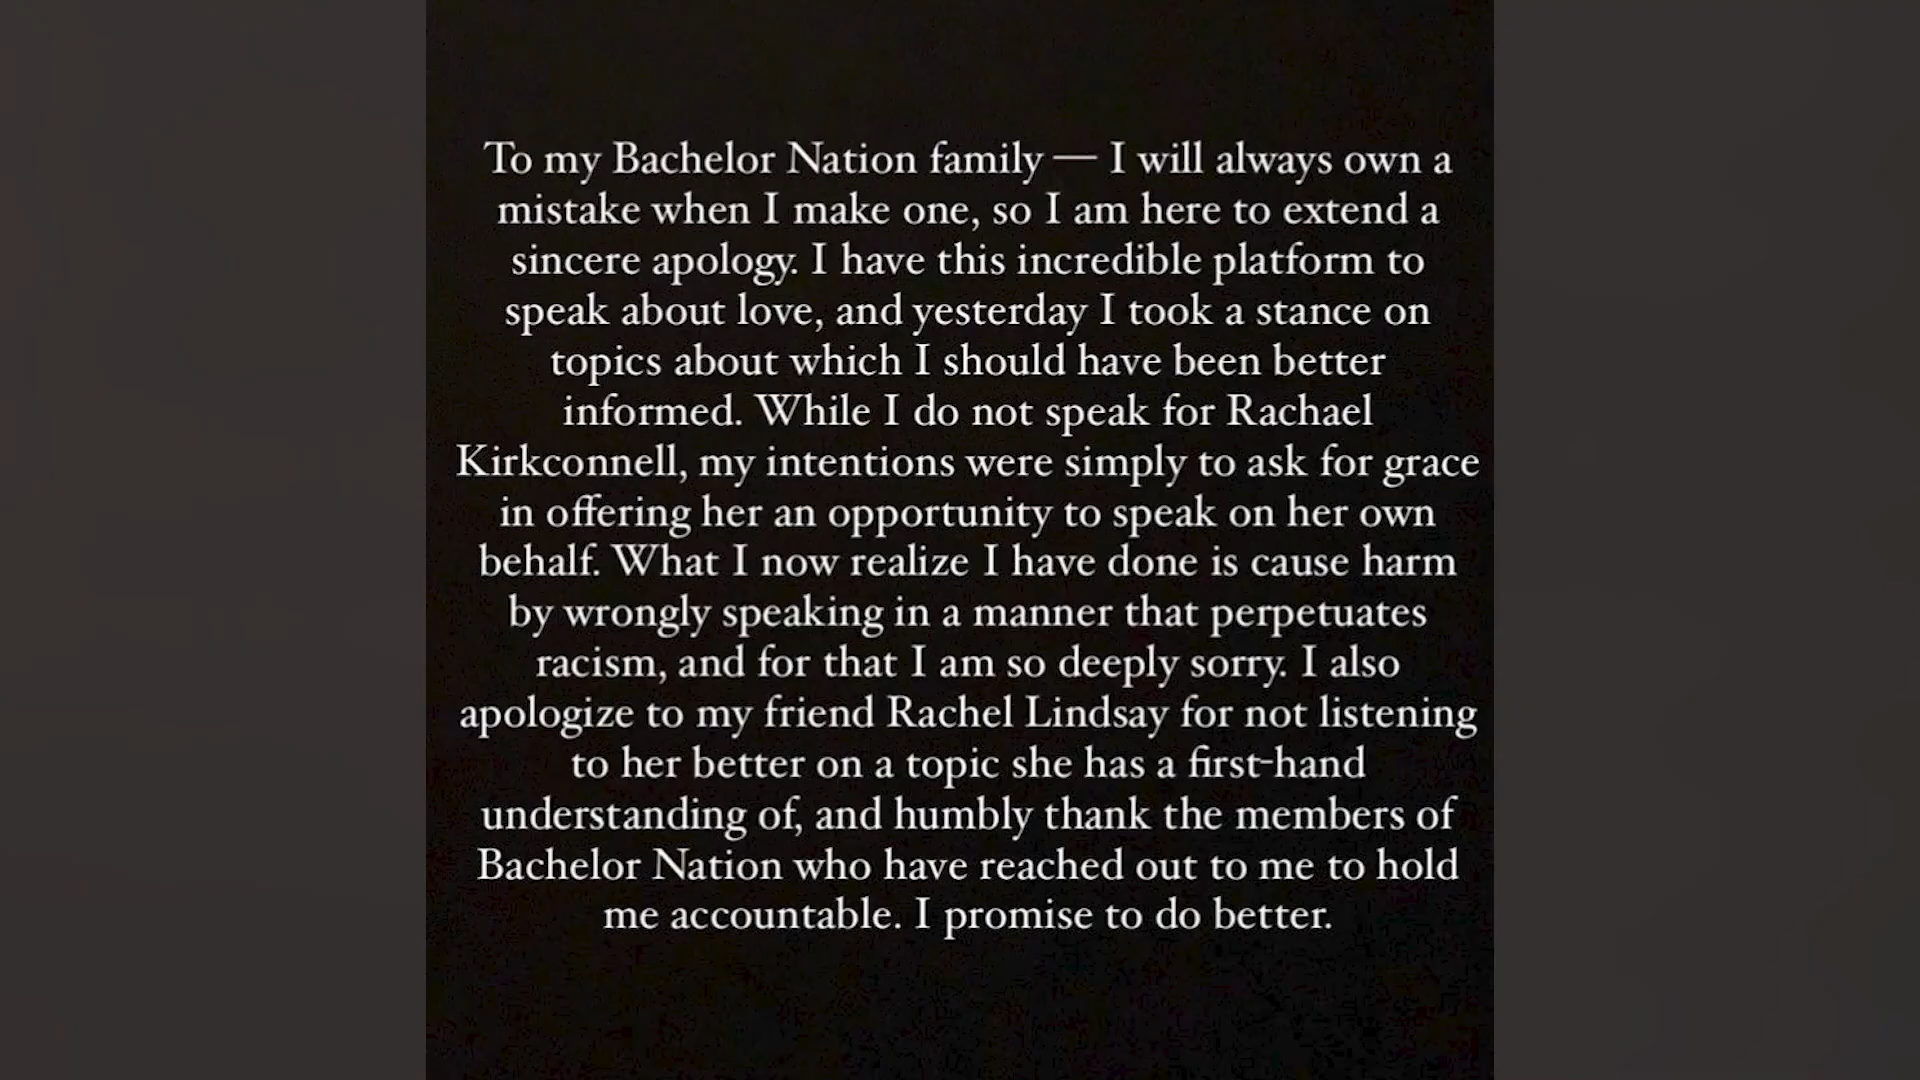 To my Bachelor Nation family — I will always own a
mistake when I make one, so I am here to extend a
sincere apology. I have this incredible platform to
speak about love, and yesterday I took a stance on
topics about which I should have been better
informed. While I do not speak for Rachael
Kirkconnell, my intentions were simply to ask for grace
in offering her an opportunity to speak on her own
behalf. What I now realize I have done is cause harm
by wrongly speaking in a manner that perpetuates
racism, and for that I am so deeply sorry. I also
apologize to my friend Rachel Lindsay for not listening
to her better on a topic she has a first-hand
understanding of, and humbly thank the members of
Bachelor Nation who have reached out to me to hold
me accountable. I promise to do better.